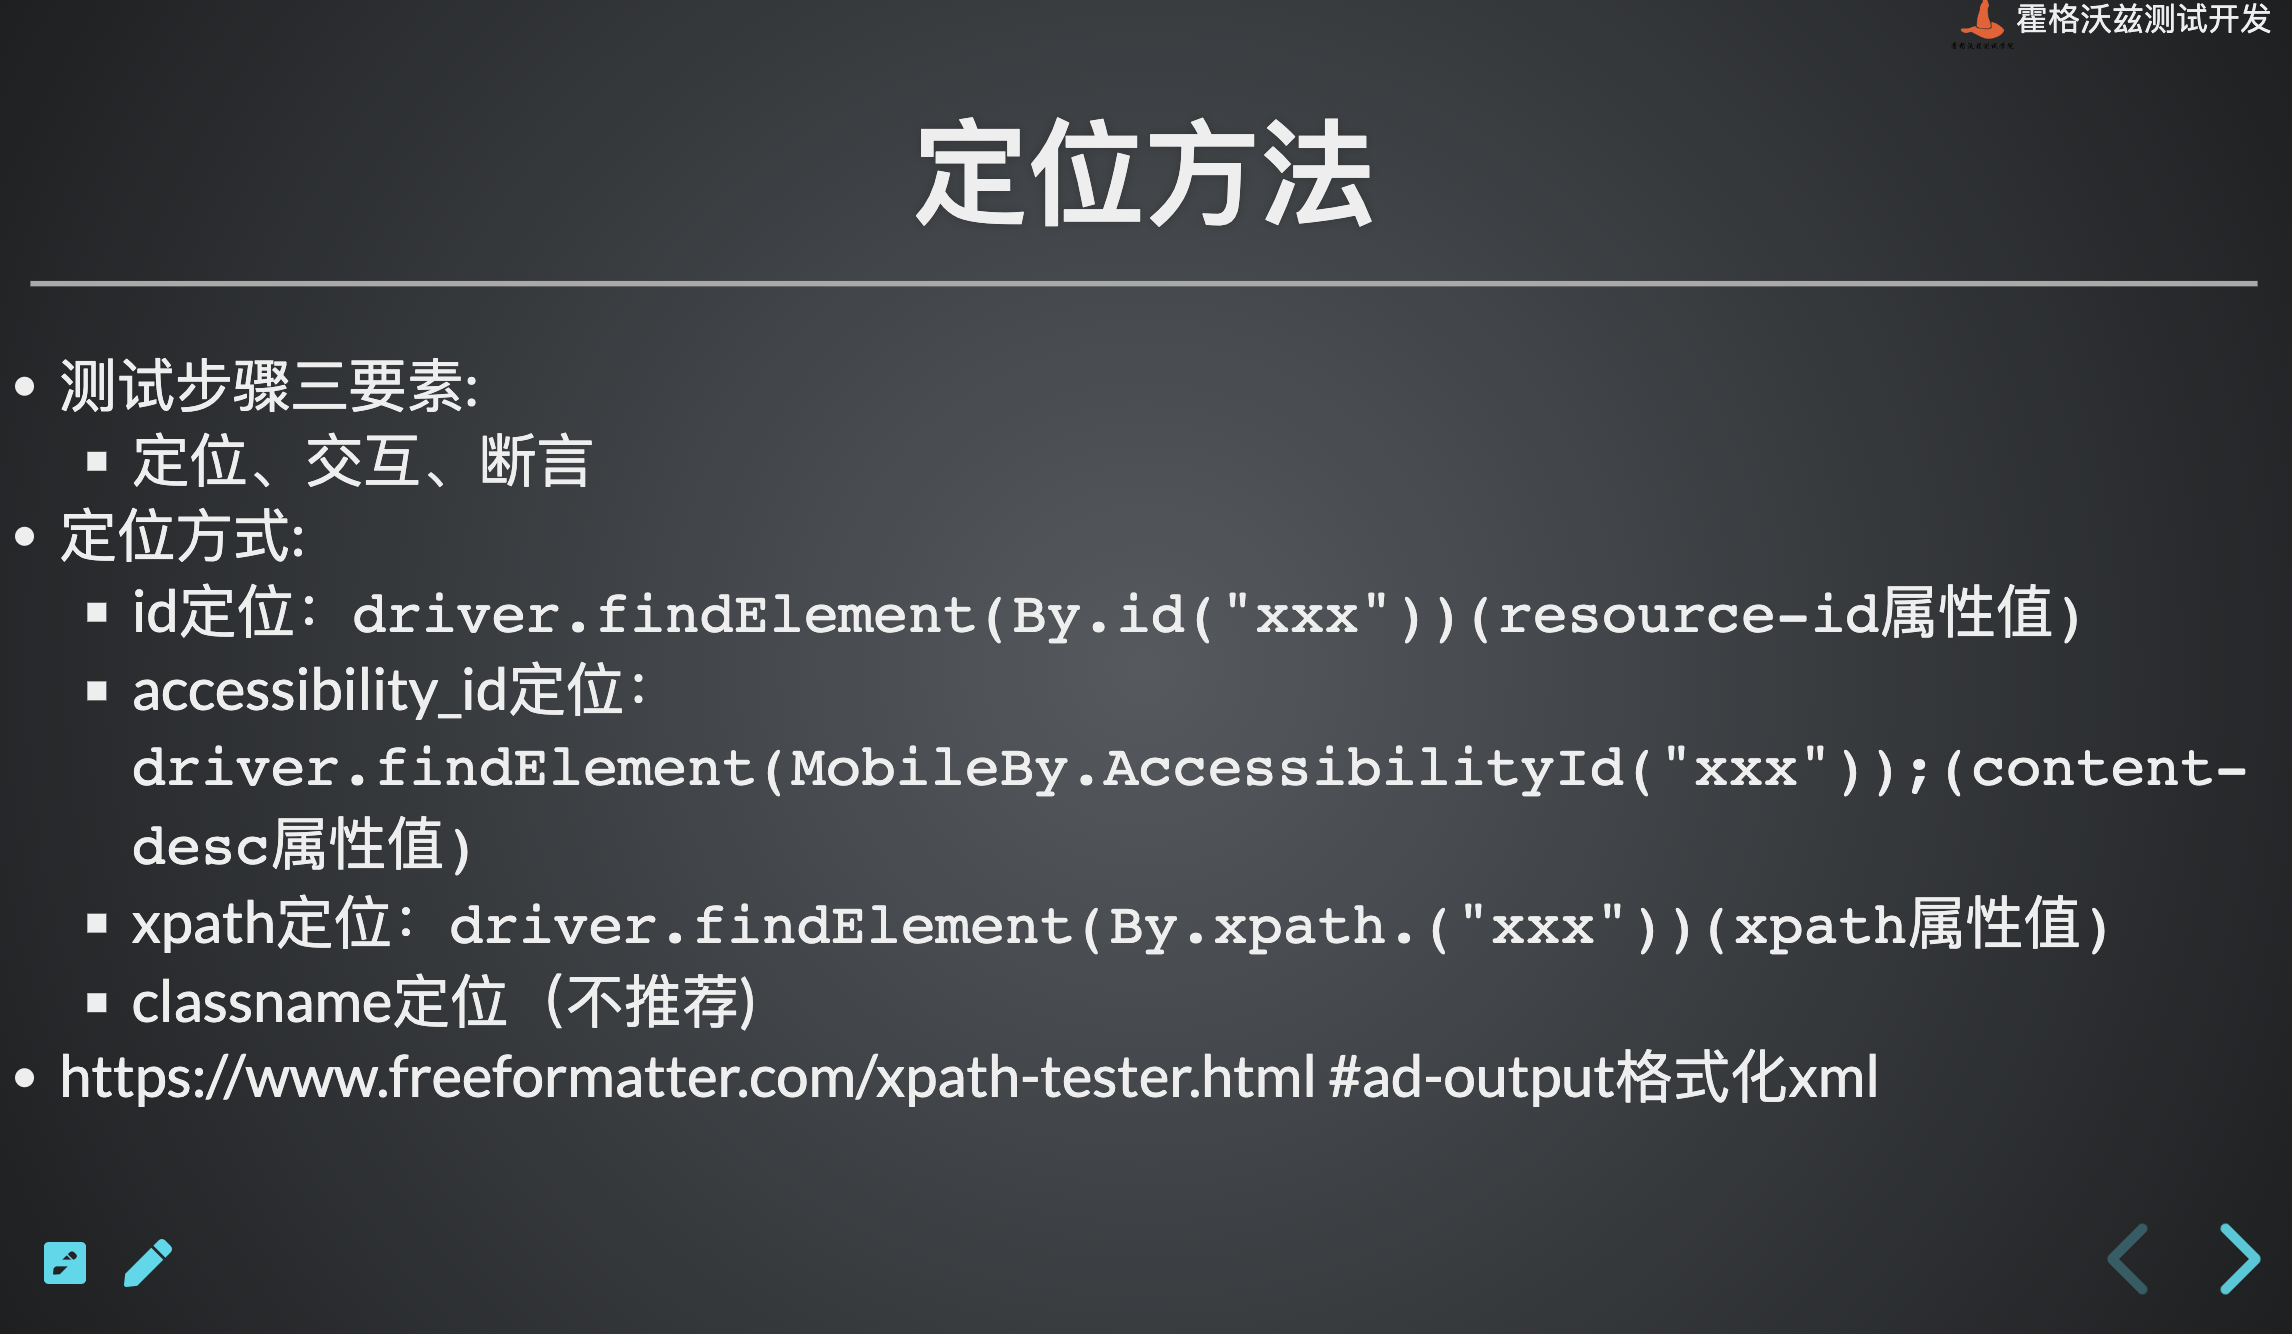 霍格沃兹测试开发
定位方法
测试步骤三要素:
定位、交互、断言
定位方式:
id定位：driver.findElement(By.id("xxx"))(resource-id属性值)
accessibility_id定位：
driver.findElement(MobileBy.AccessibilityId("xxx"));(content-
desc属性值)
xpath定位：driver.findElement(By.xpath.("xxx"))(xpath属性值)
classname定位（不推荐)
https://www.freeformatter.com/xpath-tester.html #ad-output格式化xml